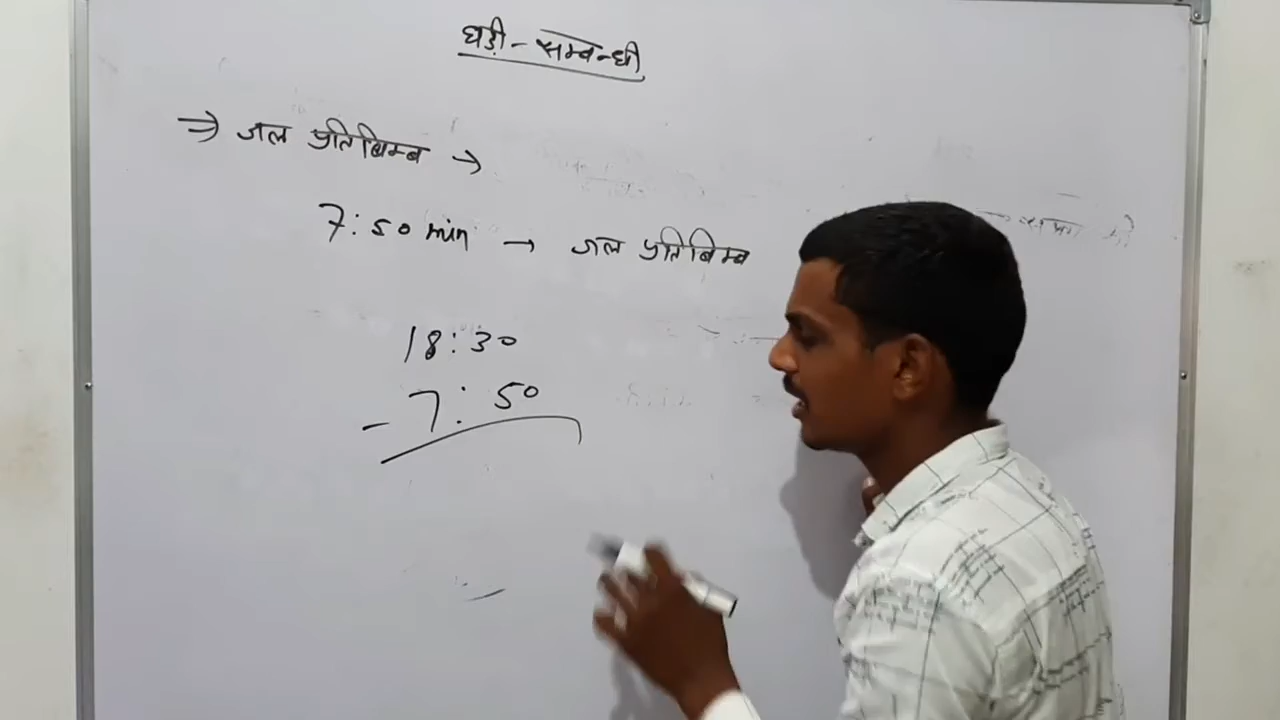 घड़ी - सम्बन्धी
⇒ जल प्रतिबिम्ब →
7:50 min → जल प्रतिबिम्ब
18:30
- 7:50